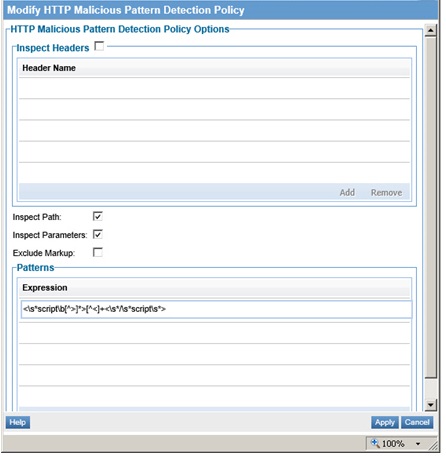 Modify HTTP Malicious Pattern Detection Policy
HTTP Malicious Pattern Detection Policy Options
Inspect Headers
Header Name
Add Remove
Inspect Path:
Inspect Parameters:
Exclude Markup:
Patterns
Expression
<\s*script\b[^>]*>[^<]+<\s*/\s*script\s*>
Help Apply Cancel
100%